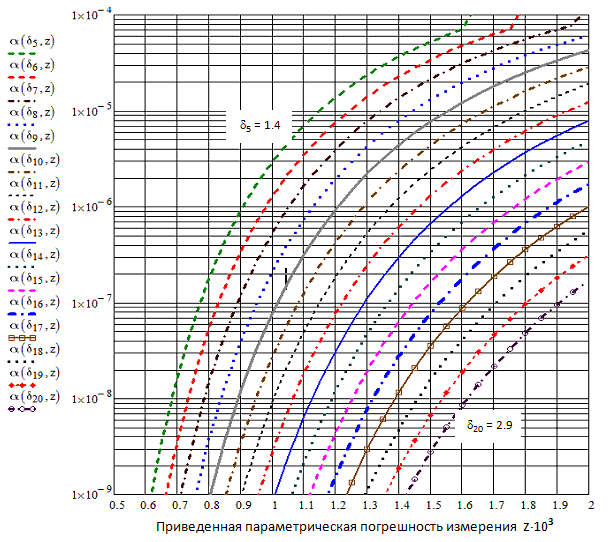 1×10⁻⁴
1×10⁻⁵
1×10⁻⁶
1×10⁻⁷
1×10⁻⁸
1×10⁻⁹
α(δ₅, z)
α(δ₆, z)
α(δ₇, z)
α(δ₈, z)
α(δ₉, z)
α(δ₁₀, z)
α(δ₁₁, z)
α(δ₁₂, z)
α(δ₁₃, z)
α(δ₁₄, z)
α(δ₁₅, z)
α(δ₁₆, z)
α(δ₁₇, z)
α(δ₁₈, z)
α(δ₁₉, z)
α(δ₂₀, z)
δ₅ = 1.4
δ₂₀ = 2.9
0.5 0.6 0.7 0.8 0.9 1 1.1 1.2 1.3 1.4 1.5 1.6 1.7 1.8 1.9 2
Приведенная параметрическая погрешность измерения z·10³